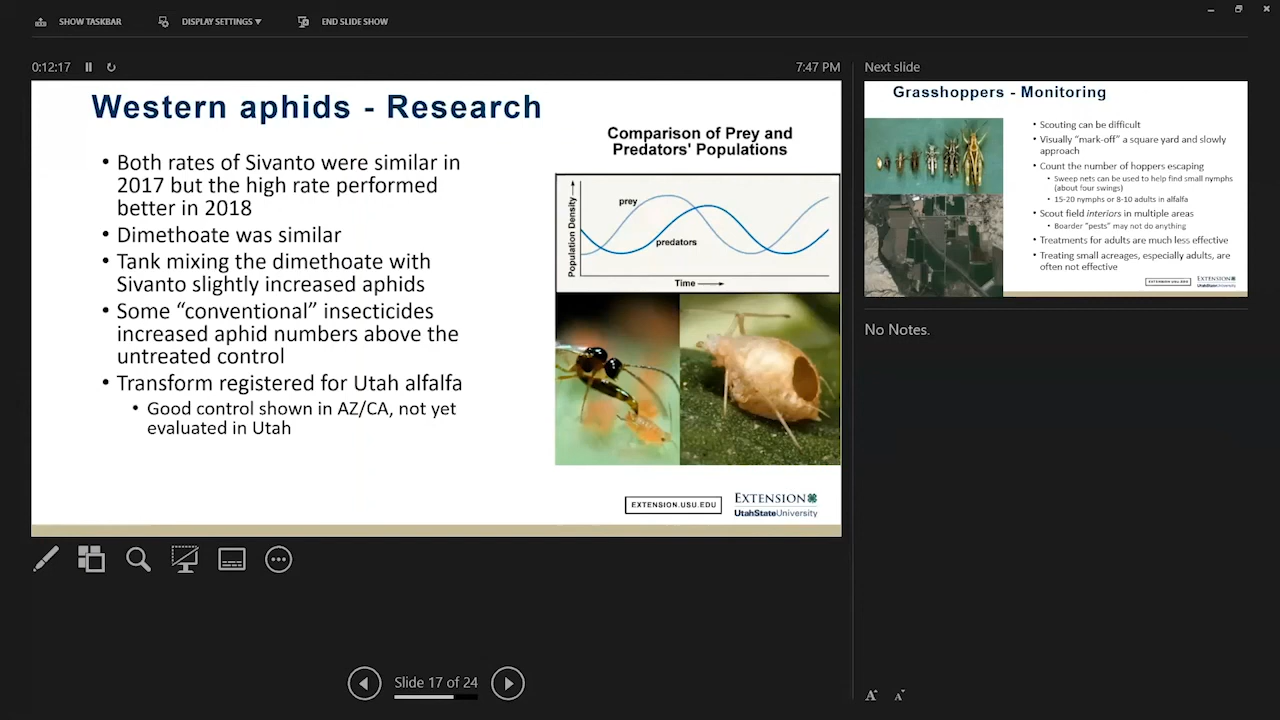 SHOW TASKBAR
DISPLAY SETTINGS ▾
END SLIDE SHOW
0:12:17
7:47 PM
Next slide
Western aphids - Research
• Both rates of Sivanto were similar in
2017 but the high rate performed
better in 2018
• Dimethoate was similar
• Tank mixing the dimethoate with
Sivanto slightly increased aphids
• Some “conventional” insecticides
increased aphid numbers above the
untreated control
• Transform registered for Utah alfalfa
• Good control shown in AZ/CA, not yet
evaluated in Utah
Comparison of Prey and
Predators' Populations
Population Density
prey
predators
Time
EXTENSION.USU.EDU
EXTENSION
UtahStateUniversity
Grasshoppers - Monitoring
• Scouting can be difficult
• Visually “mark-off” a square yard and slowly
approach
• Count the number of hoppers escaping
• Sweep nets can be used to help find small nymphs
(about four swings)
• 15-20 nymphs or 8-10 adults in alfalfa
• Scout field interiors in multiple areas
• Boarder “pests” may not do anything
• Treatments for adults are much less effective
• Treating small acreages, especially adults, are
often not effective
EXTENSION.USU.EDU
EXTENSION
UtahStateUniversity
No Notes.
Slide 17 of 24
A A